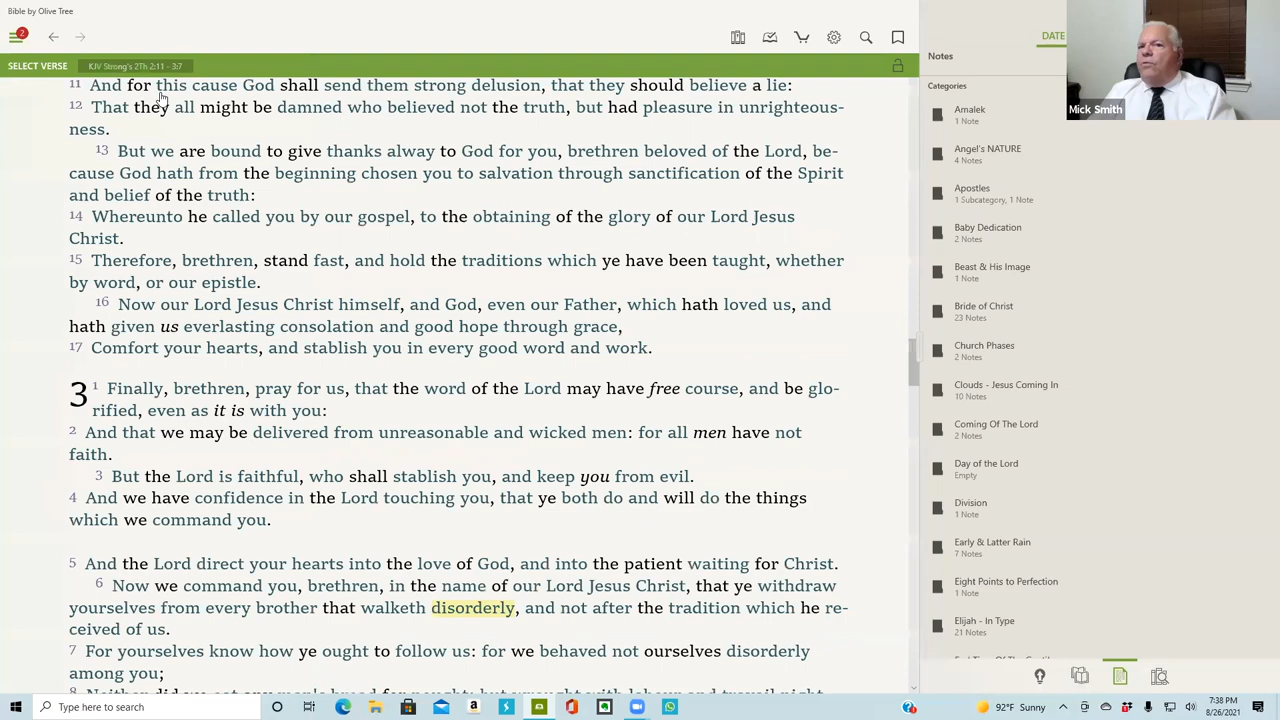 Bible by Olive Tree
2
SELECT VERSE
KJV Strong's 2Th 2:11 - 3:7
11 And for this cause God shall send them strong delusion, that they should believe a lie:
12 That they all might be damned who believed not the truth, but had pleasure in unrighteous-
ness.
13 But we are bound to give thanks alway to God for you, brethren beloved of the Lord, be-
cause God hath from the beginning chosen you to salvation through sanctification of the Spirit
and belief of the truth:
14 Whereunto he called you by our gospel, to the obtaining of the glory of our Lord Jesus
Christ.
15 Therefore, brethren, stand fast, and hold the traditions which ye have been taught, whether
by word, or our epistle.
16 Now our Lord Jesus Christ himself, and God, even our Father, which hath loved us, and
hath given us everlasting consolation and good hope through grace,
17 Comfort your hearts, and stablish you in every good word and work.
3 1 Finally, brethren, pray for us, that the word of the Lord may have free course, and be glo-
rified, even as it is with you:
2 And that we may be delivered from unreasonable and wicked men: for all men have not
faith.
3 But the Lord is faithful, who shall stablish you, and keep you from evil.
4 And we have confidence in the Lord touching you, that ye both do and will do the things
which we command you.
5 And the Lord direct your hearts into the love of God, and into the patient waiting for Christ.
6 Now we command you, brethren, in the name of our Lord Jesus Christ, that ye withdraw
yourselves from every brother that walketh disorderly, and not after the tradition which he re-
ceived of us.
7 For yourselves know how ye ought to follow us: for we behaved not ourselves disorderly
among you;
8 Neither did we eat any man's bread for nought; but wrought with labour and travail night
DATE
Notes
Categories
Amalek
1 Note
Angel's NATURE
4 Notes
Apostles
1 Subcategory, 1 Note
Baby Dedication
2 Notes
Beast & His Image
1 Note
Bride of Christ
23 Notes
Church Phases
2 Notes
Clouds - Jesus Coming In
10 Notes
Coming Of The Lord
2 Notes
Day of the Lord
Empty
Division
1 Note
Early & Latter Rain
7 Notes
Eight Points to Perfection
1 Note
Elijah - In Type
21 Notes
Mick Smith
Type here to search
92°F Sunny
7:38 PM
8/26/2021